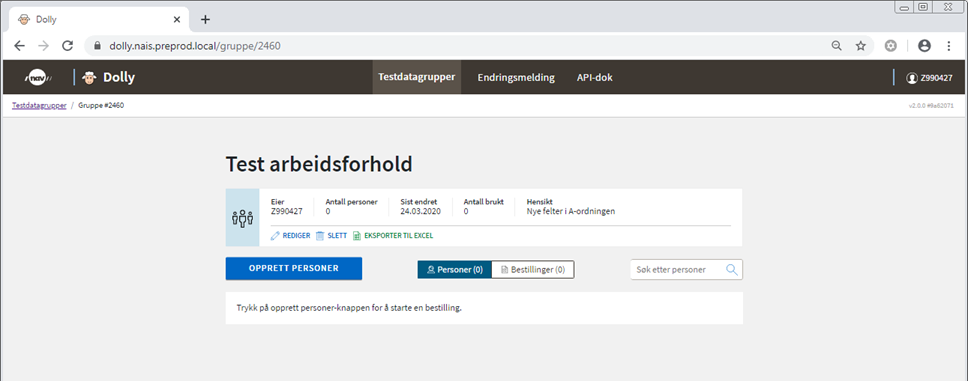 Dolly
dolly.nais.preprod.local/gruppe/2460
nav Dolly Testdatagrupper Endringsmelding API-dok Z990427
Testdatagrupper / Gruppe #2460 v2.0.0 #8a62071
Test arbeidsforhold
Eier Antall personer Sist endret Antall brukt Hensikt
Z990427 0 24.03.2020 0 Nye felter i A-ordningen
REDIGER SLETT EKSPORTER TIL EXCEL
OPPRETT PERSONER Personer (0) Bestillinger (0) Søk etter personer
Trykk på opprett personer-knappen for å starte en bestilling.